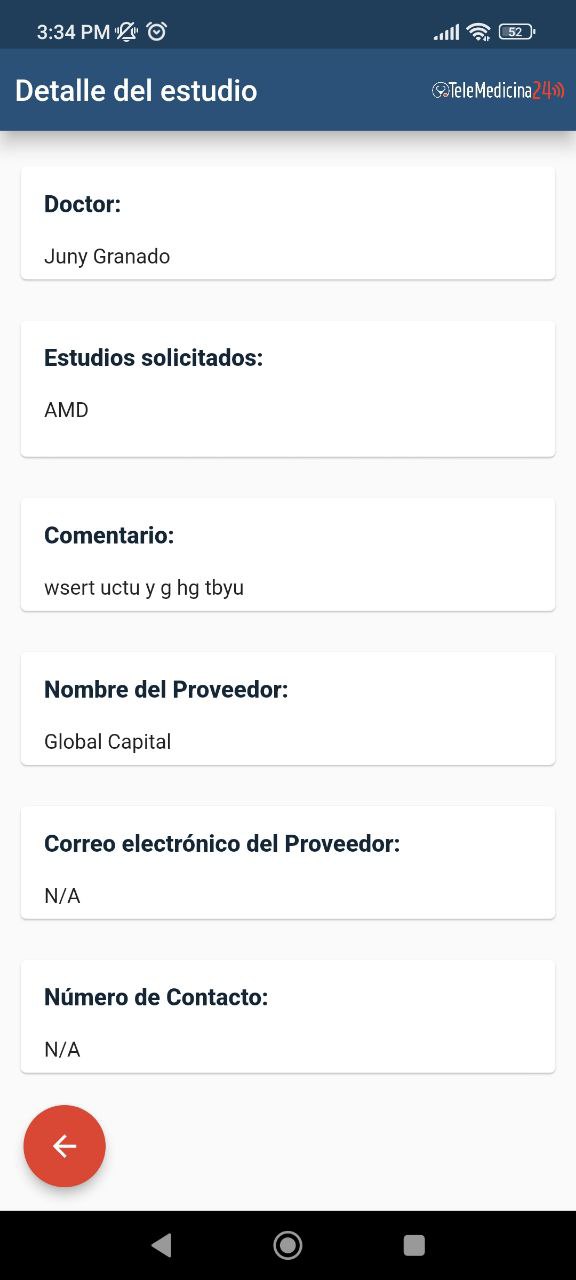 3:34 PM
52
Detalle del estudio
TeleMedicina24
Doctor:
Juny Granado
Estudios solicitados:
AMD
Comentario:
wsert uctu y g hg tbyu
Nombre del Proveedor:
Global Capital
Correo electrónico del Proveedor:
N/A
Número de Contacto:
N/A